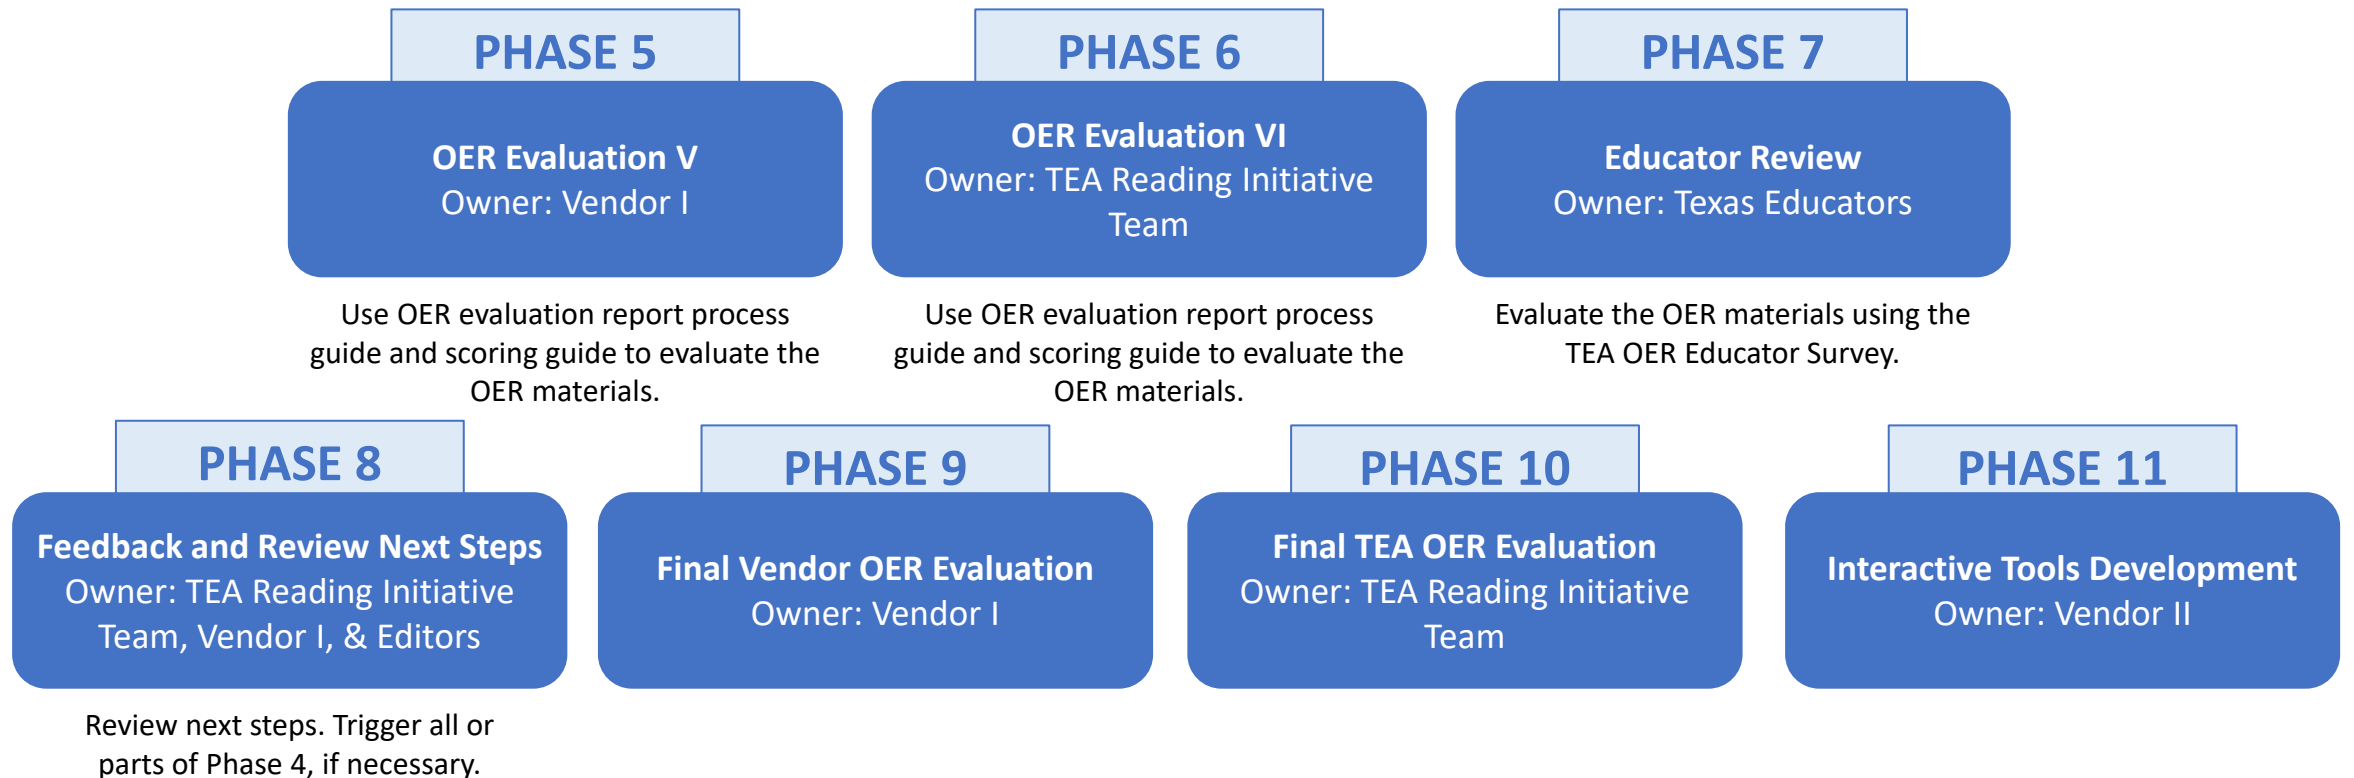 PHASE 5
OER Evaluation V
Owner: Vendor I
Use OER evaluation report process
guide and scoring guide to evaluate the
OER materials.
PHASE 6
OER Evaluation VI
Owner: TEA Reading Initiative
Team
Use OER evaluation report process
guide and scoring guide to evaluate the
OER materials.
PHASE 7
Educator Review
Owner: Texas Educators
Evaluate the OER materials using the
TEA OER Educator Survey.
PHASE 8
Feedback and Review Next Steps
Owner: TEA Reading Initiative
Team, Vendor I, & Editors
Review next steps. Trigger all or
parts of Phase 4, if necessary.
PHASE 9
Final Vendor OER Evaluation
Owner: Vendor I
PHASE 10
Final TEA OER Evaluation
Owner: TEA Reading Initiative
Team
PHASE 11
Interactive Tools Development
Owner: Vendor II